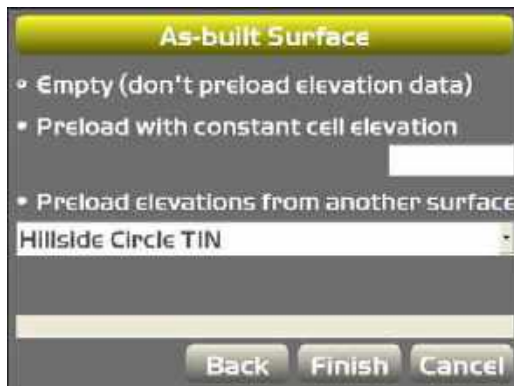 As-built Surface
Empty (don't preload elevation data)
Preload with constant cell elevation
Preload elevations from another surface
Hillside Circle TIN
Back Finish Cancel